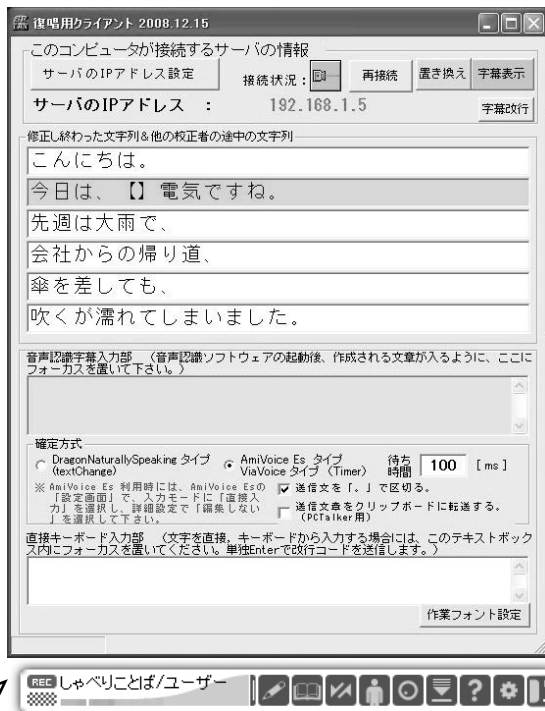 復唱用クライアント 2008.12.15
このコンピュータが接続するサーバの情報
サーバのIPアドレス設定
接続状況：
再接続
置き換え
字幕表示
サーバのIPアドレス ： 192.168.1.5
字幕改行
修正し終わった文字列&他の校正者の途中の文字列
こんにちは。
今日は、【】電気ですね。
先週は大雨で、
会社からの帰り道、
傘を差しても、
吹くが濡れてしまいました。
音声認識字幕入力部 （音声認識ソフトウェアの起動後、作成される文章が入るように、ここに
フォーカスを置いて下さい。）
確定方式
DragonNaturallySpeaking タイプ
(textChange)
AmiVoice Es タイプ
ViaVoice タイプ (Timer)
待ち
時間
100 [ms]
※ AmiVoice Es 利用時には、AmiVoice Esの
「設定画面」で、入力モードに「直接入
力」を選択し、詳細設定で「編集しない
」を選択して下さい。
送信文を「。」で区切る。
送信文章をクリップボードに転送する。
(PCTalker用)
直接キーボード入力部 （文字を直接，キーボードから入力する場合には、このテキストボック
ス内にフォーカスを置いてください。単独Enterで改行コードを送信します。）
作業フォント設定
REC しゃべりことば/ユーザー